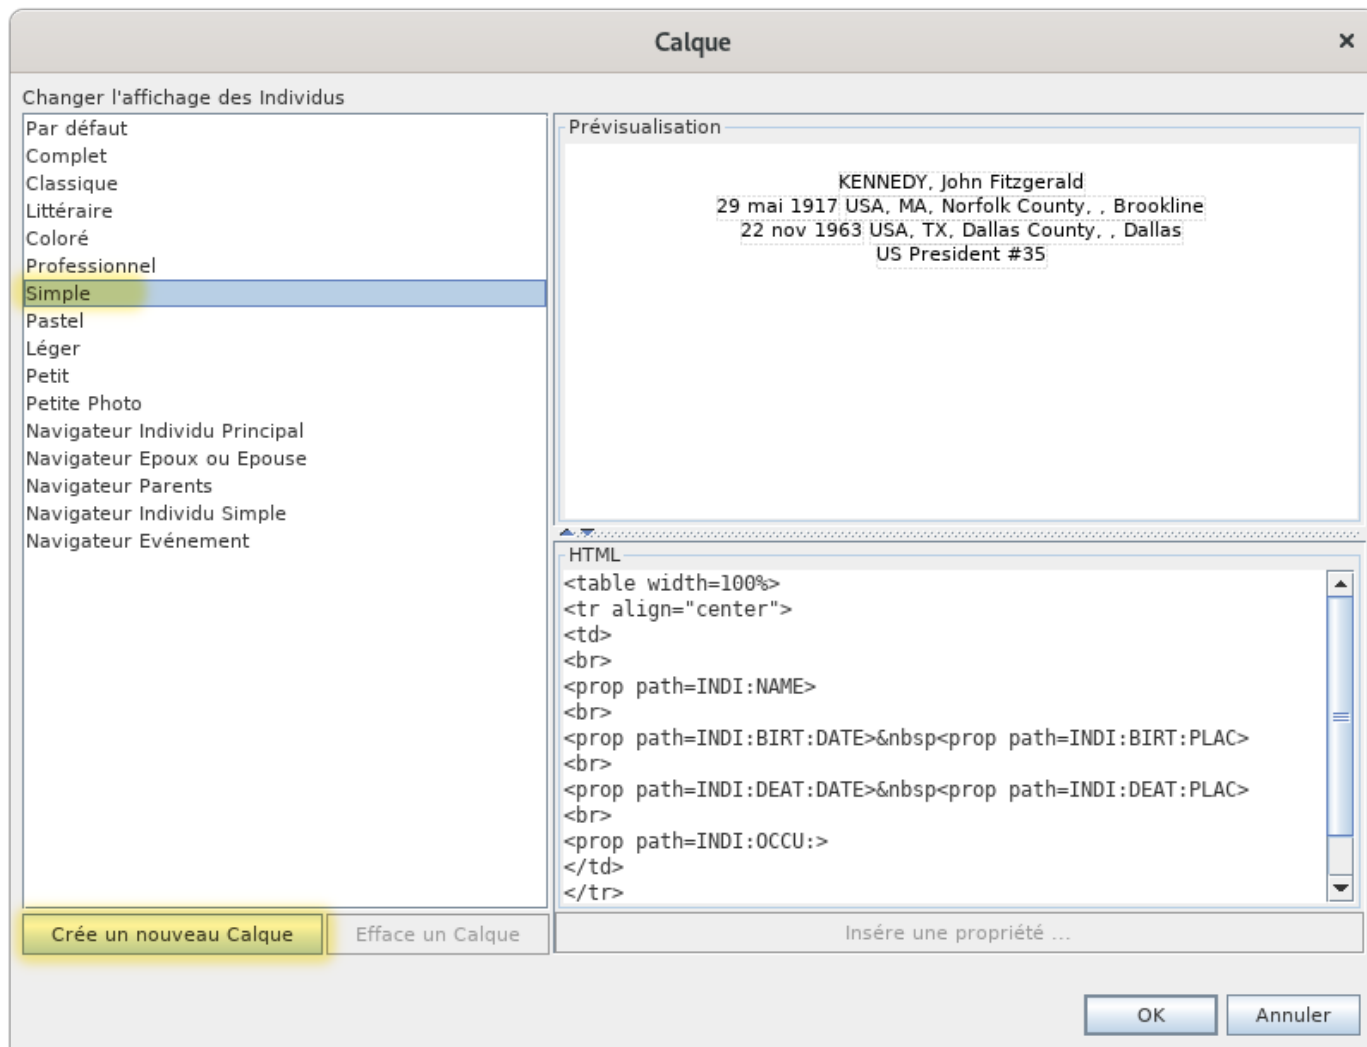 Calque
Changer l'affichage des Individus
Par défaut
Complet
Classique
Littéraire
Coloré
Professionnel
Simple
Pastel
Léger
Petit
Petite Photo
Navigateur Individu Principal
Navigateur Epoux ou Epouse
Navigateur Parents
Navigateur Individu Simple
Navigateur Evénement
Crée un nouveau Calque
Efface un Calque
Prévisualisation
KENNEDY, John Fitzgerald
29 mai 1917 USA, MA, Norfolk County, , Brookline
22 nov 1963 USA, TX, Dallas County, , Dallas
US President #35
HTML
<table width=100%>
<tr align="center">
<td>
<br>
<prop path=INDI:NAME>
<br>
<prop path=INDI:BIRT:DATE>&nbsp<prop path=INDI:BIRT:PLAC>
<br>
<prop path=INDI:DEAT:DATE>&nbsp<prop path=INDI:DEAT:PLAC>
<br>
<prop path=INDI:OCCU:>
</td>
</tr>
Insére une propriété ...
OK
Annuler